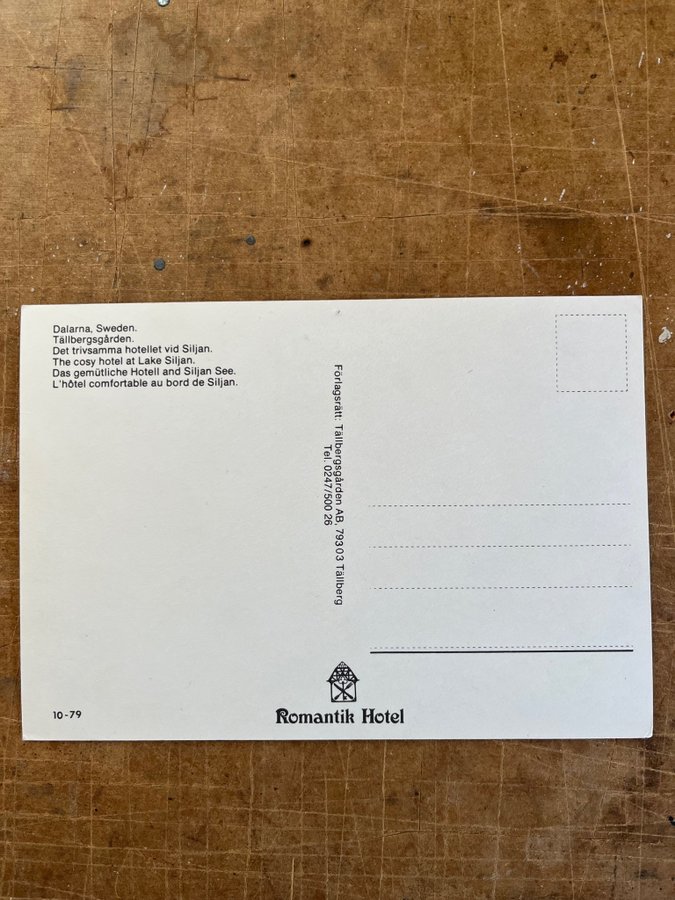 Dalarna, Sweden.
Tällbergsgården.
Det trivsamma hotellet vid Siljan.
The cosy hotel at Lake Siljan.
Das gemütliche Hotell and Siljan See.
L'hôtel comfortable au bord de Siljan.
Förlagsrätt: Tällbergsgården AB, 79303 Tällberg
Tel. 0247/500 26
10-79
Romantik Hotel